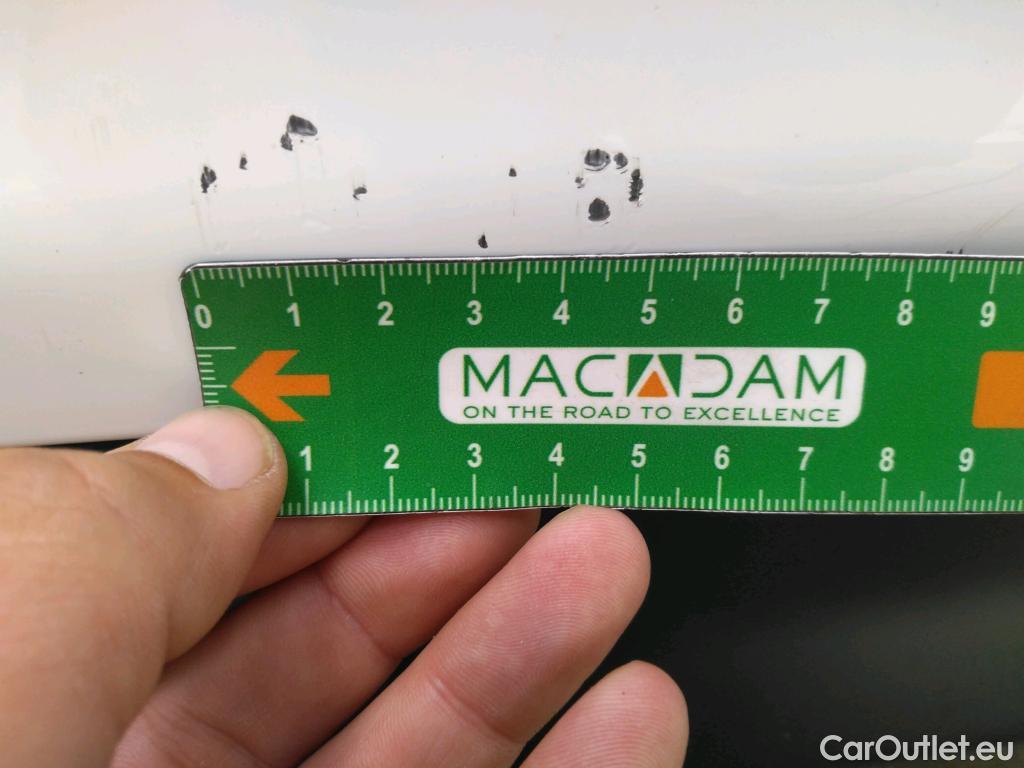 0 1 2 3 4 5 6 7 8 9
MACADAM
ON THE ROAD TO EXCELLENCE
1 2 3 4 5 6 7 8 9
CarOutlet.eu